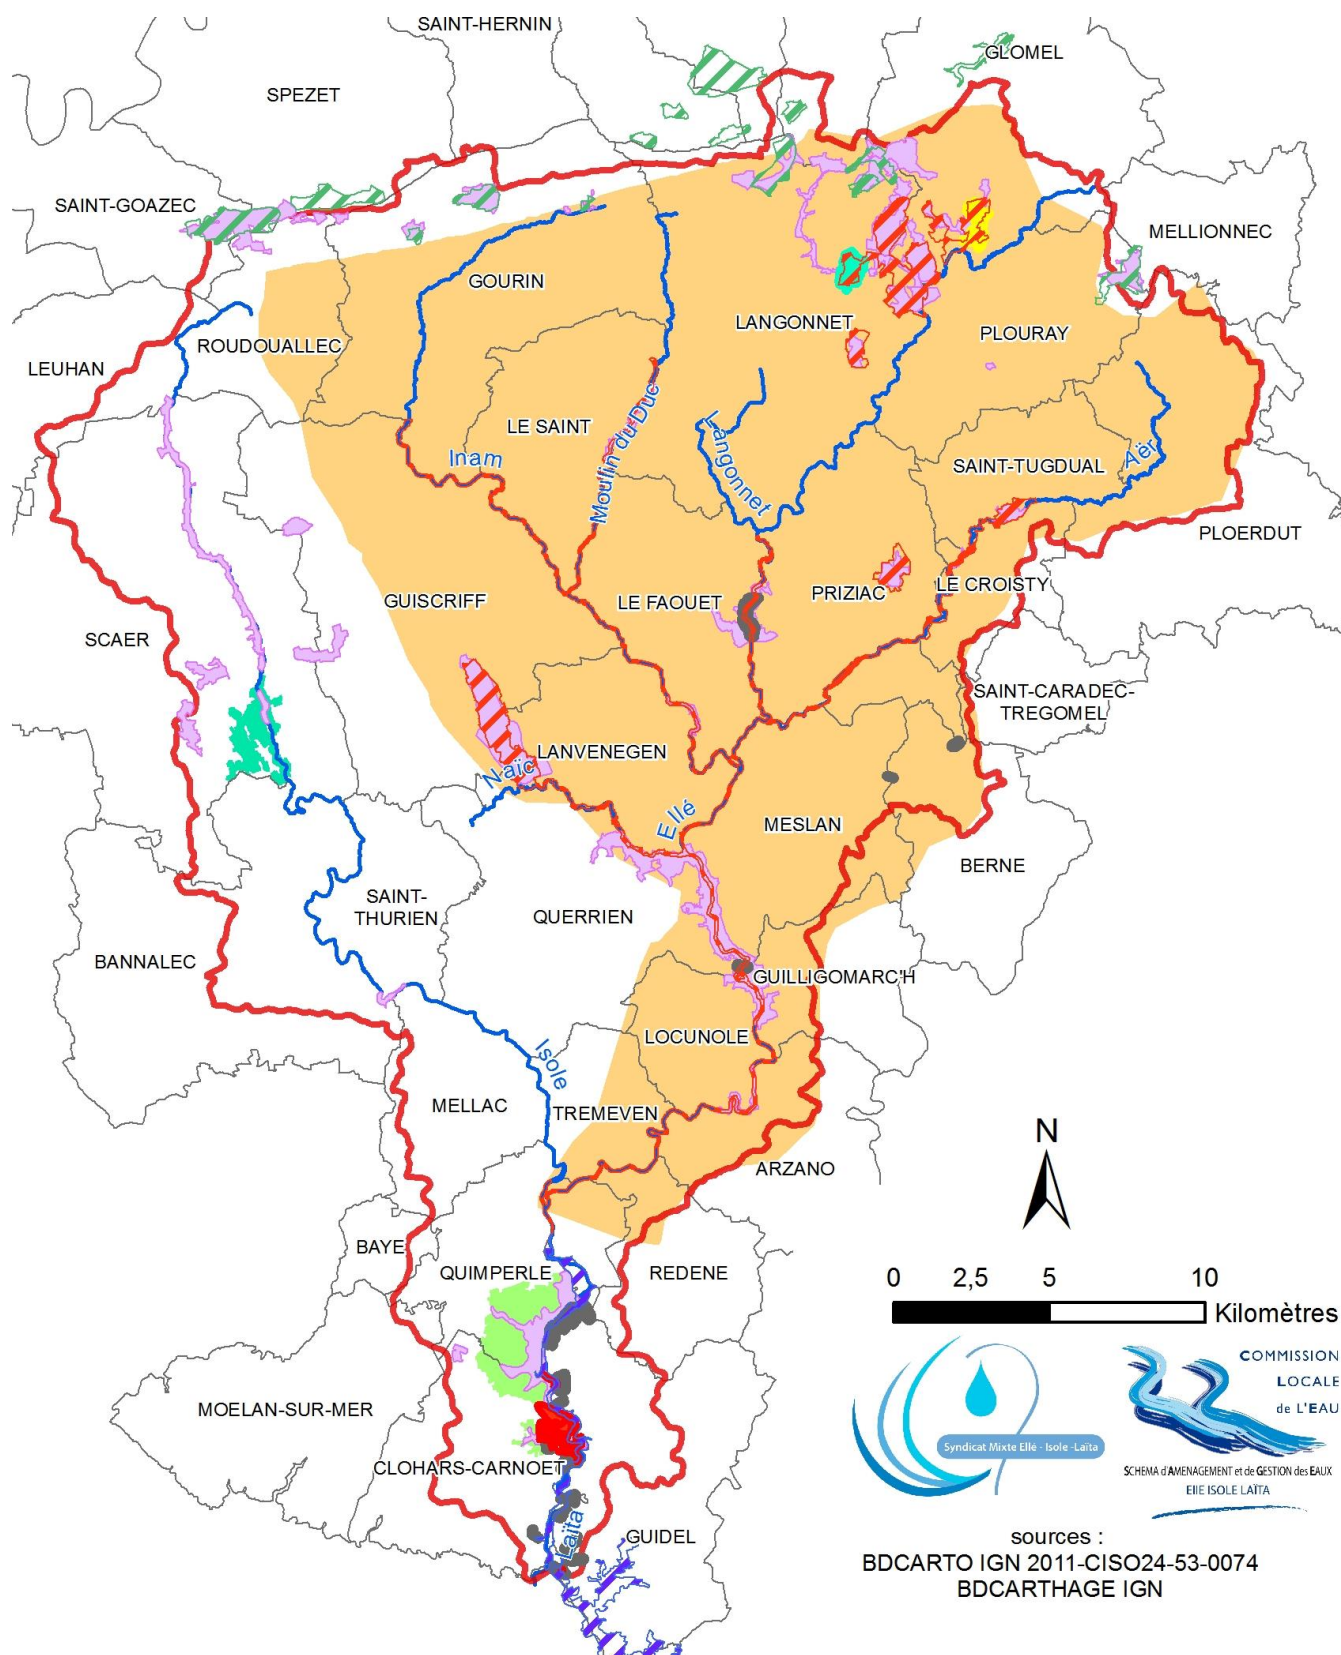 SAINT-HERNIN
GLOMEL
SPEZET
SAINT-GOAZEC
MELLIONNEC
GOURIN
LANGONNET
PLOURAY
ROUDOUALLEC
LEUHAN
LE SAINT
Moulin du Duc
Langonnet
Inam
SAINT-TUGDUAL
Aër
PLOERDUT
GUISCRIFF
LE FAOUET
PRIZIAC
LE CROISTY
SCAER
SAINT-CARADEC-
TREGOMEL
LANVENEGEN
Naïc
Ellé
MESLAN
BERNE
SAINT-
THURIEN
QUERRIEN
BANNALEC
GUILLIGOMARC'H
LOCUNOLE
Isole
MELLAC
TREMEVEN
ARZANO
N
BAYE
QUIMPERLE
REDENE
0 2,5 5 10
Kilomètres
MOELAN-SUR-MER
CLOHARS-CARNOET
Laïta
GUIDEL
Syndicat Mixte Ellé - Isole -Laïta
COMMISSION
LOCALE
de L'EAU
SCHEMA d'AMENAGEMENT et de GESTION des EAUX
EllE ISOLE LAÏTA
sources :
BDCARTO IGN 2011-CISO24-53-0074
BDCARTHAGE IGN